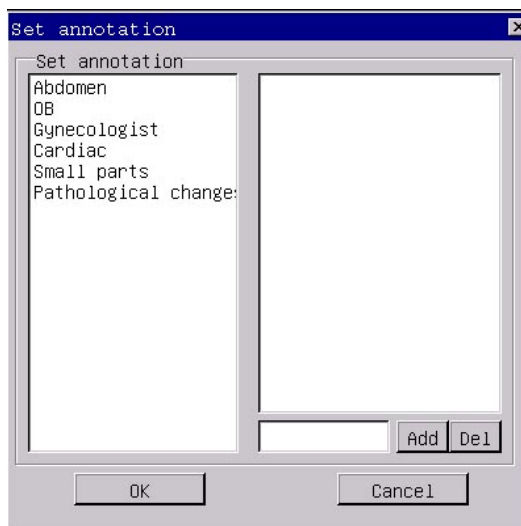 Set annotation
Set annotation
Abdomen
OB
Gynecologist
Cardiac
Small parts
Pathological change
Add Del
OK Cancel